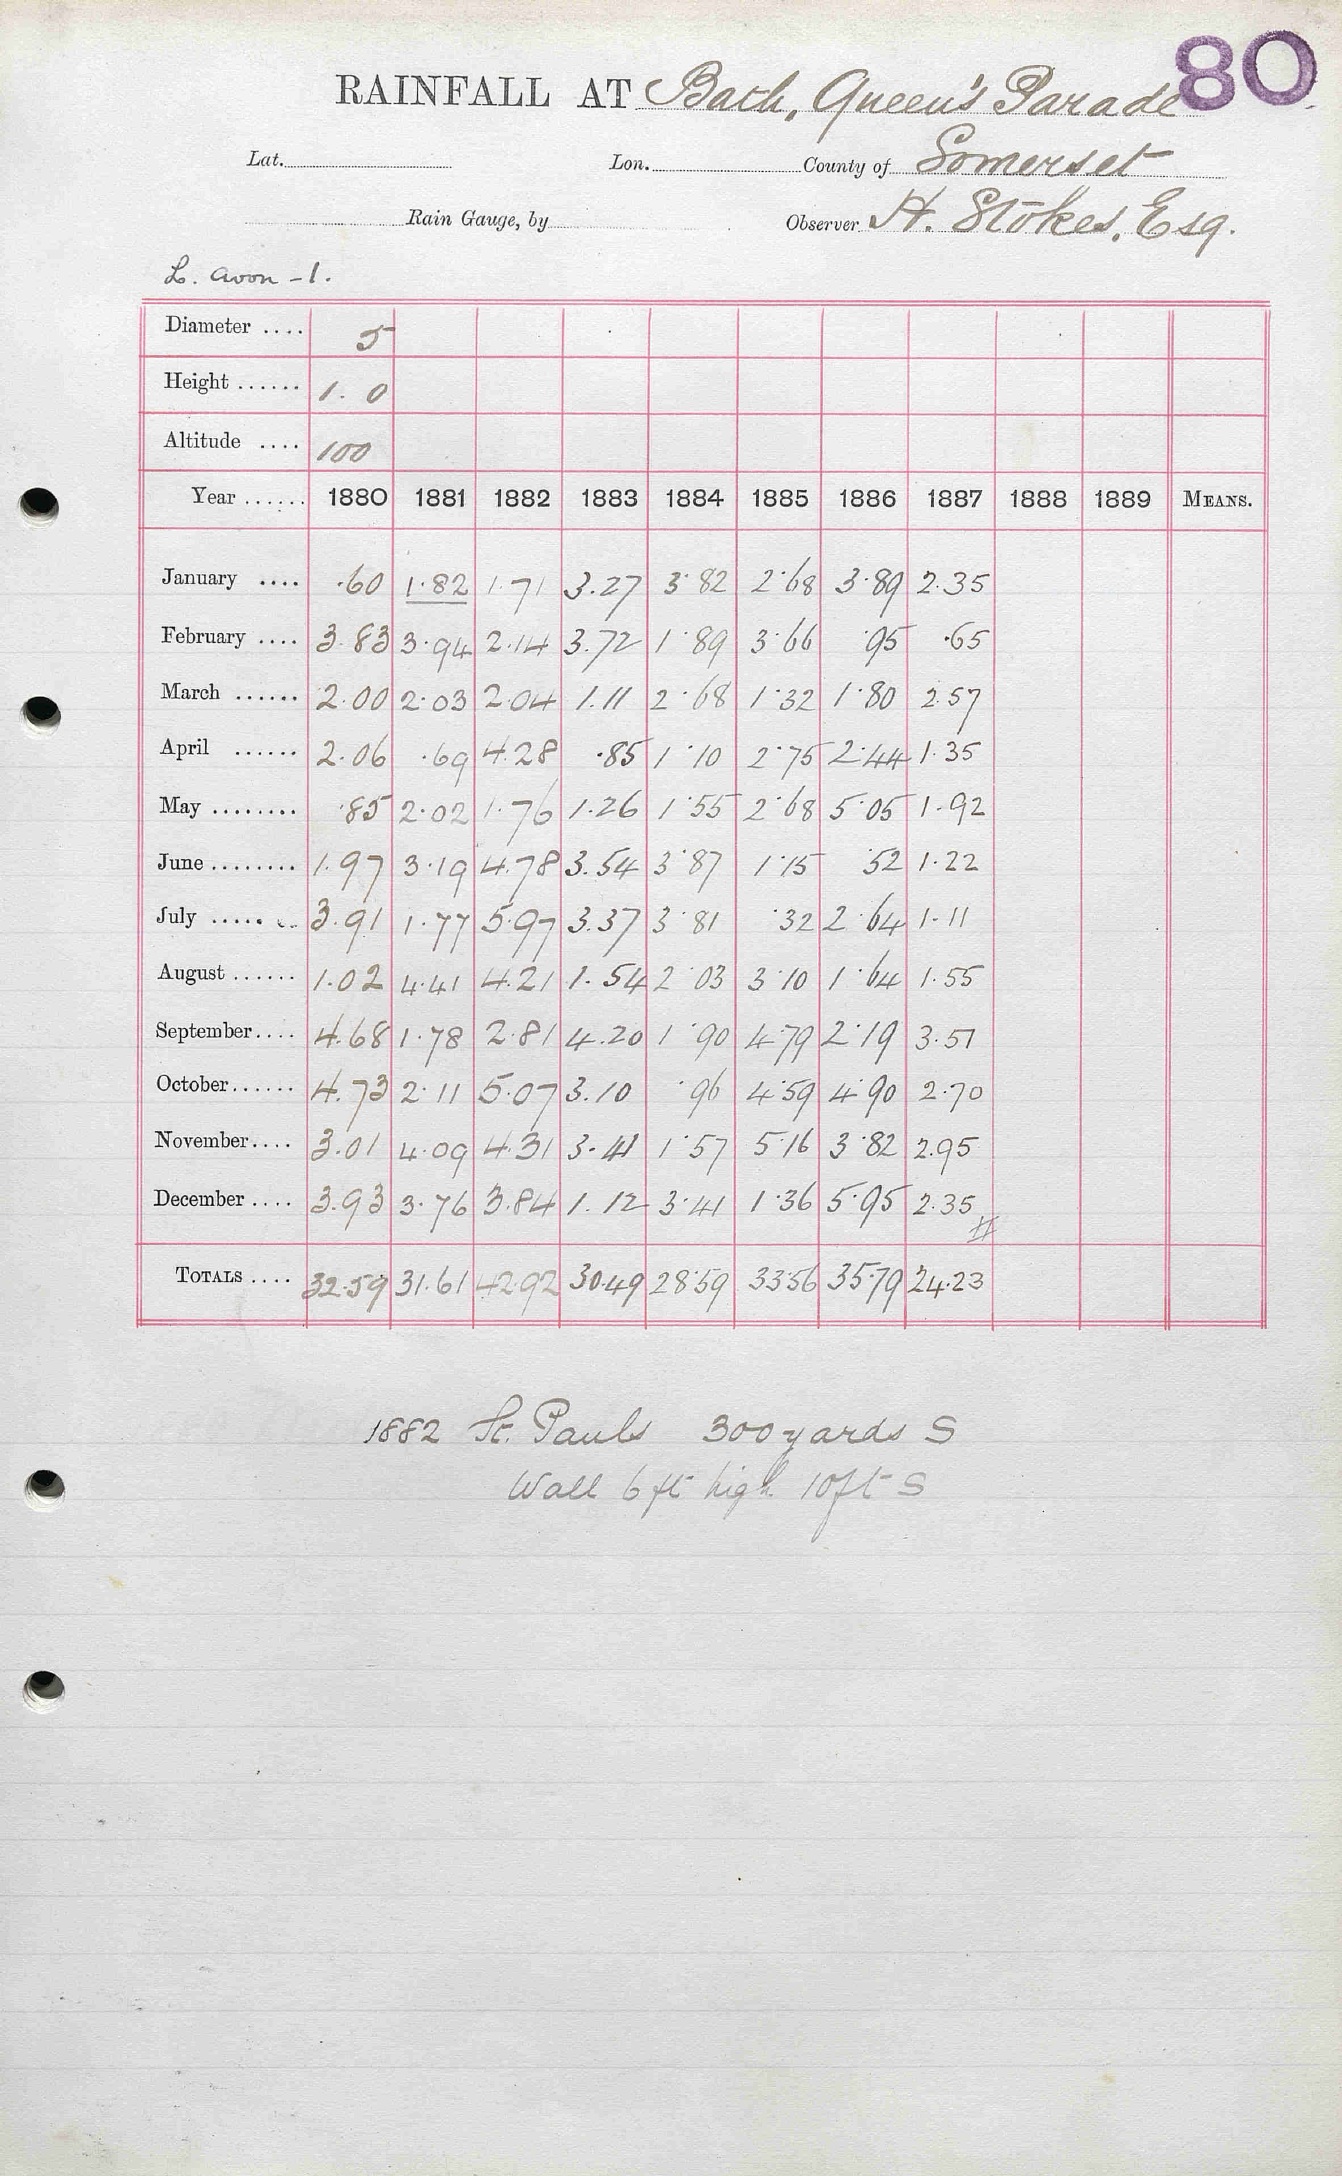 80
RAINFALL AT Bath, Queen's Parade
Lat. Lon. County of Somerset
Rain Gauge, by Observer H. Stokes, Esq.
L. Avon - 1.
Diameter .... 5
Height ...... 1. 0
Altitude .... 100
Year ...... 1880 1881 1882 1883 1884 1885 1886 1887 1888 1889 MEANS.
January .... .60 1.82 1.71 3.27 3.82 2.68 3.89 2.35
February .... 3.83 3.94 2.14 3.72 1.89 3.66 .95 .65
March ...... 2.00 2.03 2.04 1.11 2.68 1.32 1.80 2.57
April ...... 2.06 .69 4.28 .85 1.10 2.75 2.44 1.35
May ........ .85 2.02 1.76 1.26 1.55 2.68 5.05 1.92
June ........ 1.97 3.19 4.78 3.54 3.87 1.15 .52 1.22
July ........ 3.91 1.77 5.97 3.37 3.81 .32 2.64 1.11
August ...... 1.02 4.41 4.21 1.54 2.03 3.10 1.64 1.55
September .... 4.68 1.78 2.81 4.20 1.90 4.79 2.19 3.51
October ...... 4.73 2.11 5.07 3.10 .96 4.59 4.90 2.70
November .... 3.01 4.09 4.31 3.41 1.57 5.16 3.82 2.95
December .... 3.93 3.76 3.84 1.12 3.41 1.36 5.95 2.35
TOTALS .... 32.59 31.61 42.92 30.49 28.59 33.56 35.79 24.23
1882 St. Pauls 300 yards S
Wall 6 ft high 10 ft S